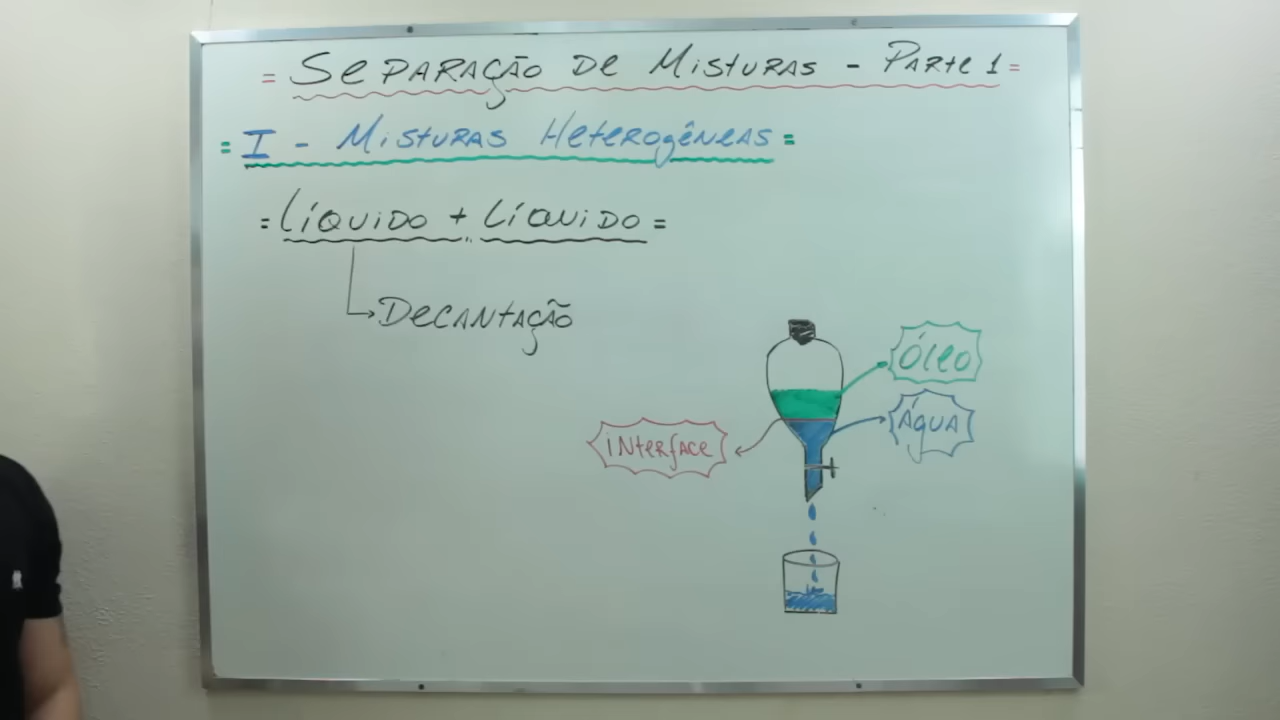 = Separação de Misturas - Parte 1 =
= I - Misturas Heterogêneas =
= Líquido + Líquido =
Decantação
Óleo
Água
interface